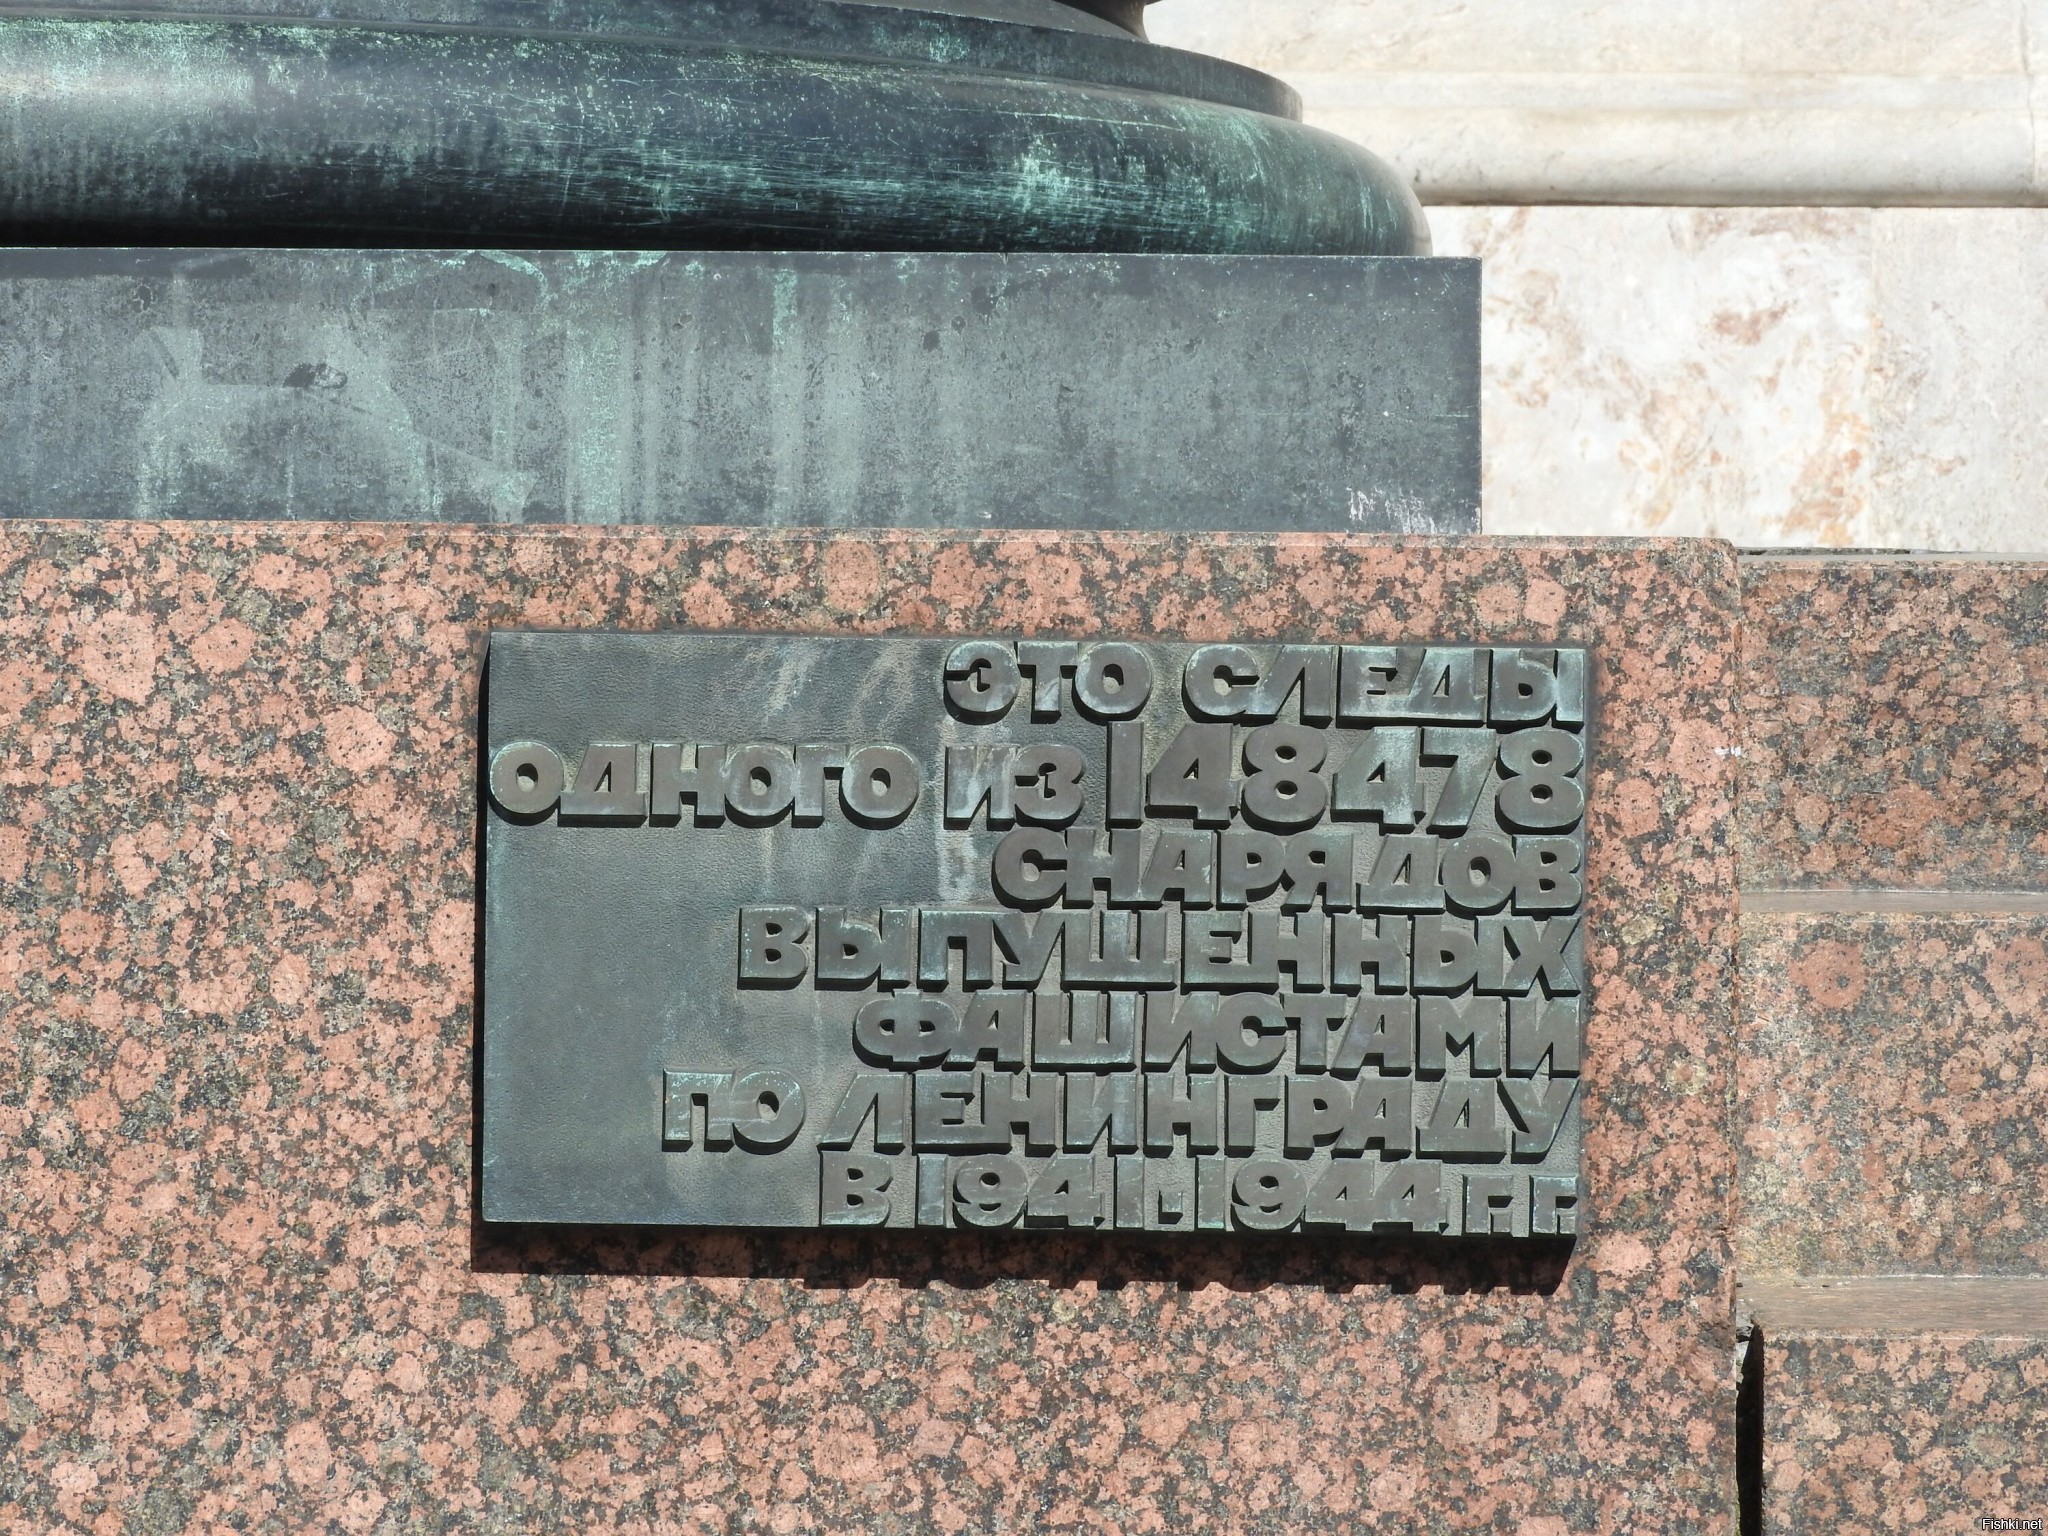 ЭТО СЛЕДЫ
ОДНОГО ИЗ 148478
СНАРЯДОВ
ВЫПУЩЕННЫХ
ФАШИСТАМИ
ПО ЛЕНИНГРАДУ
В 1941-1944 Г.Г.
Fishki.net